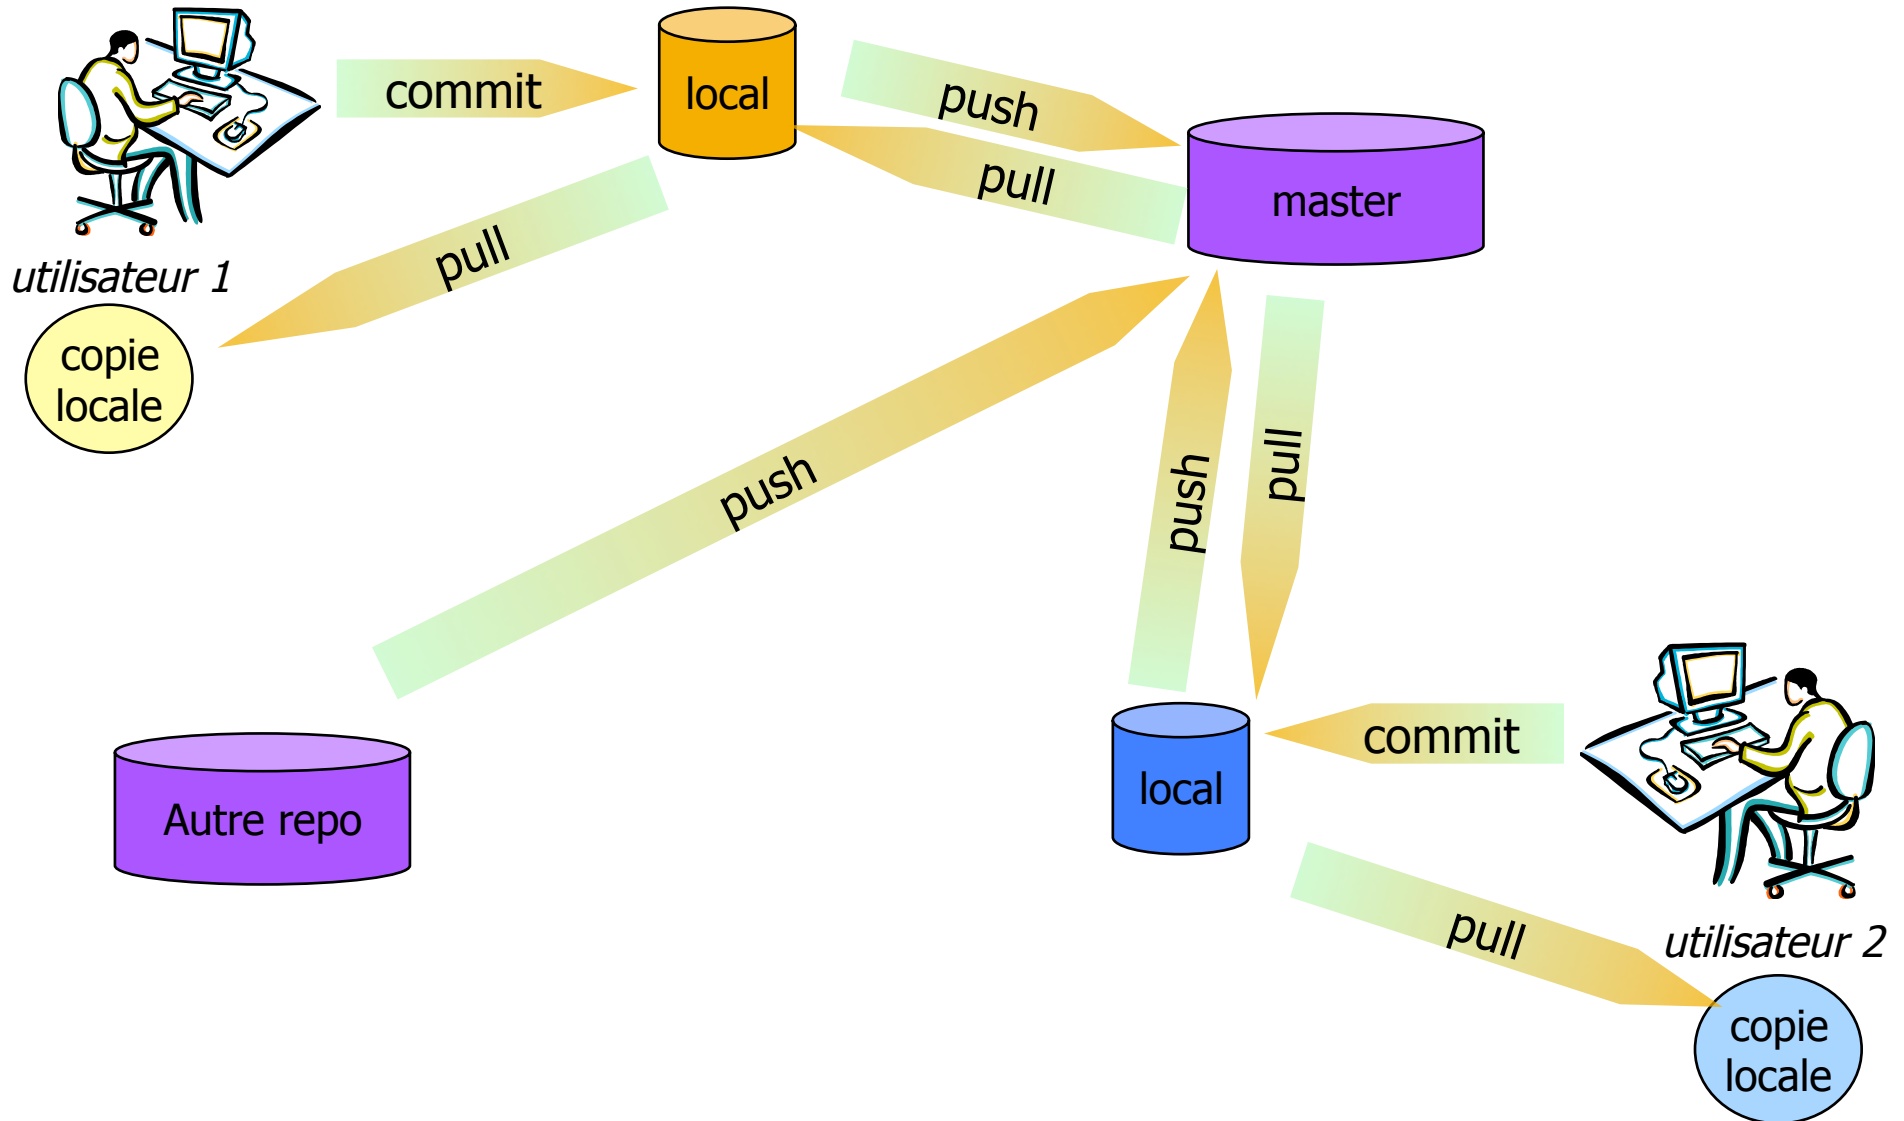 commit
local
push
pull
master
pull
utilisateur 1
copie
locale
push
push
pull
commit
local
Autre repo
pull
utilisateur 2
copie
locale